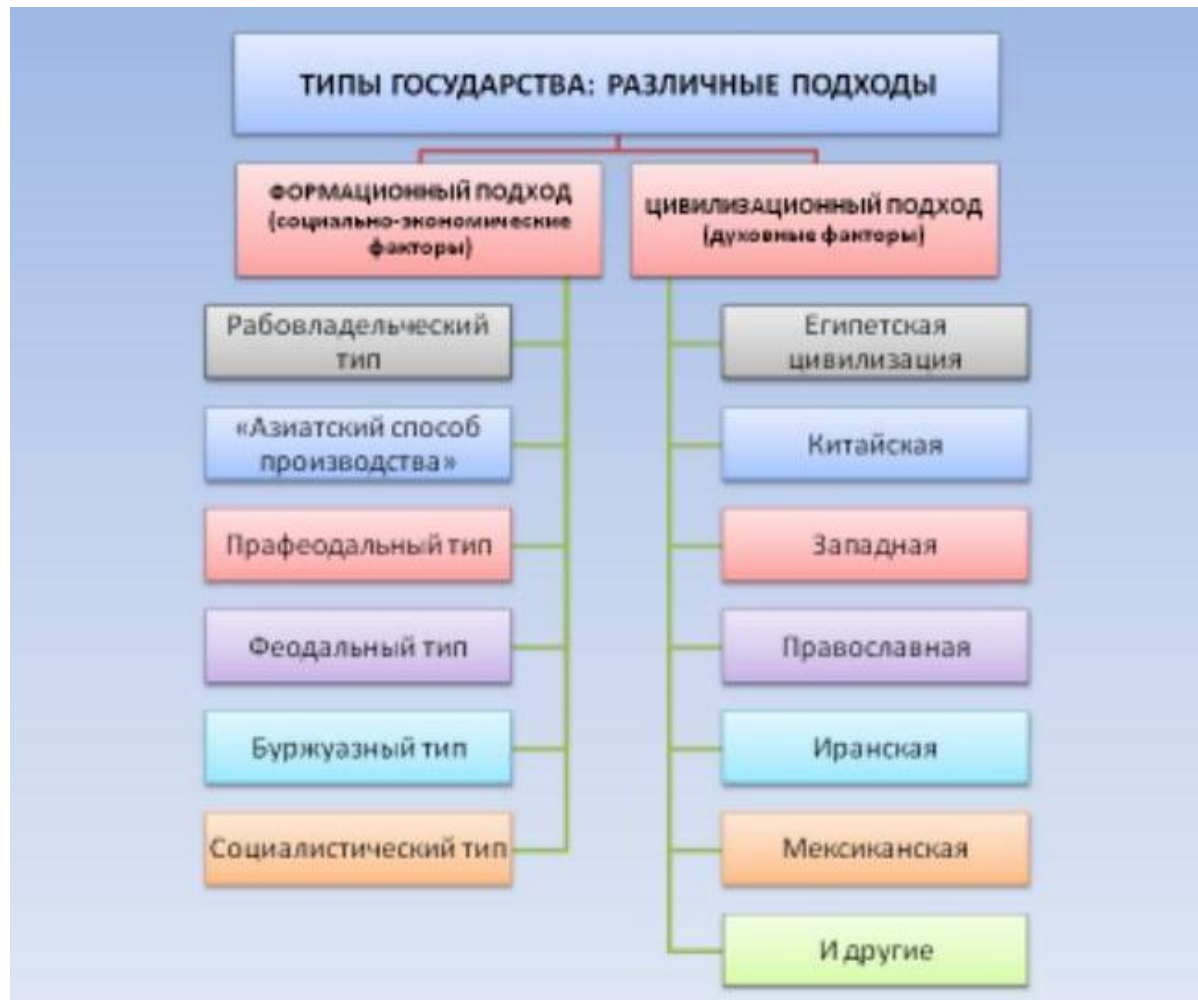 ТИПЫ ГОСУДАРСТВА: РАЗЛИЧНЫЕ ПОДХОДЫ
ФОРМАЦИОННЫЙ ПОДХОД
(социально-экономические
факторы)
Рабовладельческий
тип
«Азиатский способ
производства»
Прафеодальный тип
Феодальный тип
Буржуазный тип
Социалистический тип
ЦИВИЛИЗАЦИОННЫЙ ПОДХОД
(духовные факторы)
Египетская
цивилизация
Китайская
Западная
Православная
Иранская
Мексиканская
И другие